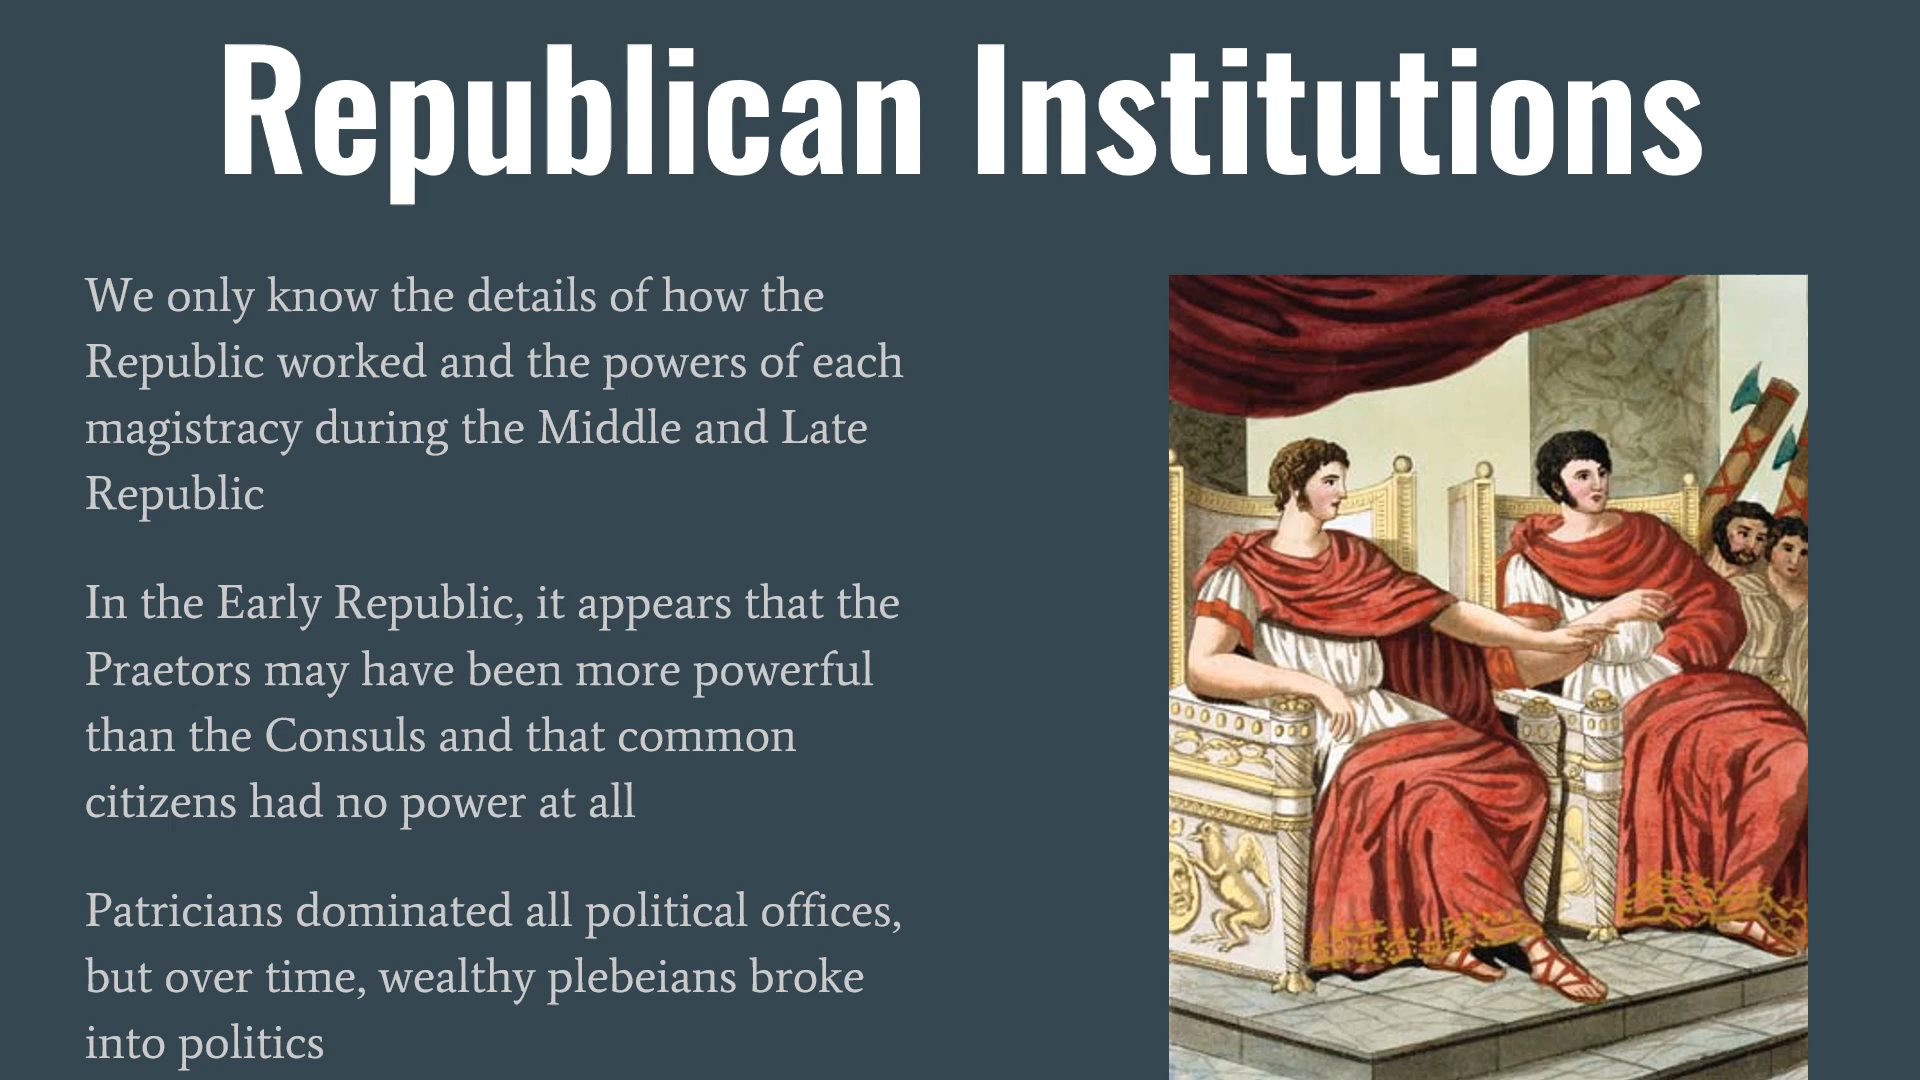 Republican Institutions
We only know the details of how the
Republic worked and the powers of each
magistracy during the Middle and Late
Republic
In the Early Republic, it appears that the
Praetors may have been more powerful
than the Consuls and that common
citizens had no power at all
Patricians dominated all political offices,
but over time, wealthy plebeians broke
into politics